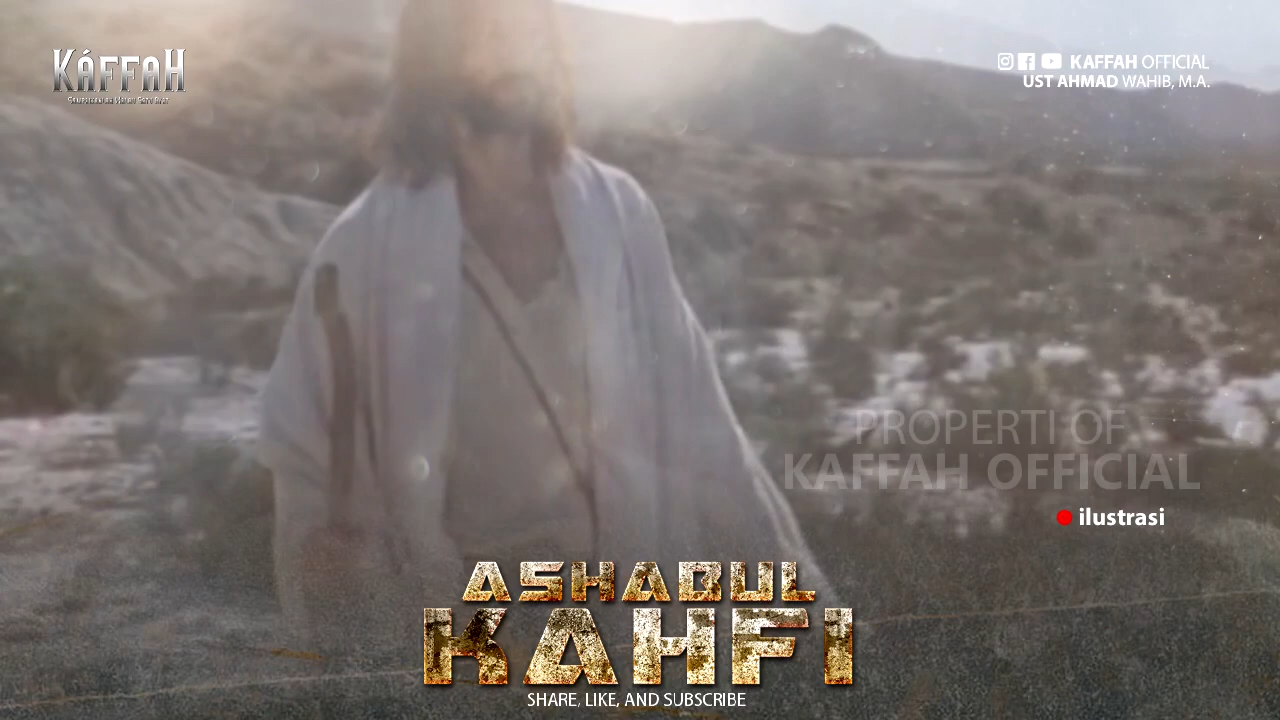 KÁFFAH
KAFFAH OFFICIAL
UST AHMAD WAHIB, M.A.
PROPERTI OF
KAFFAH OFFICIAL
ilustrasi
ASHABUL
KAHFI
SHARE, LIKE, AND SUBSCRIBE